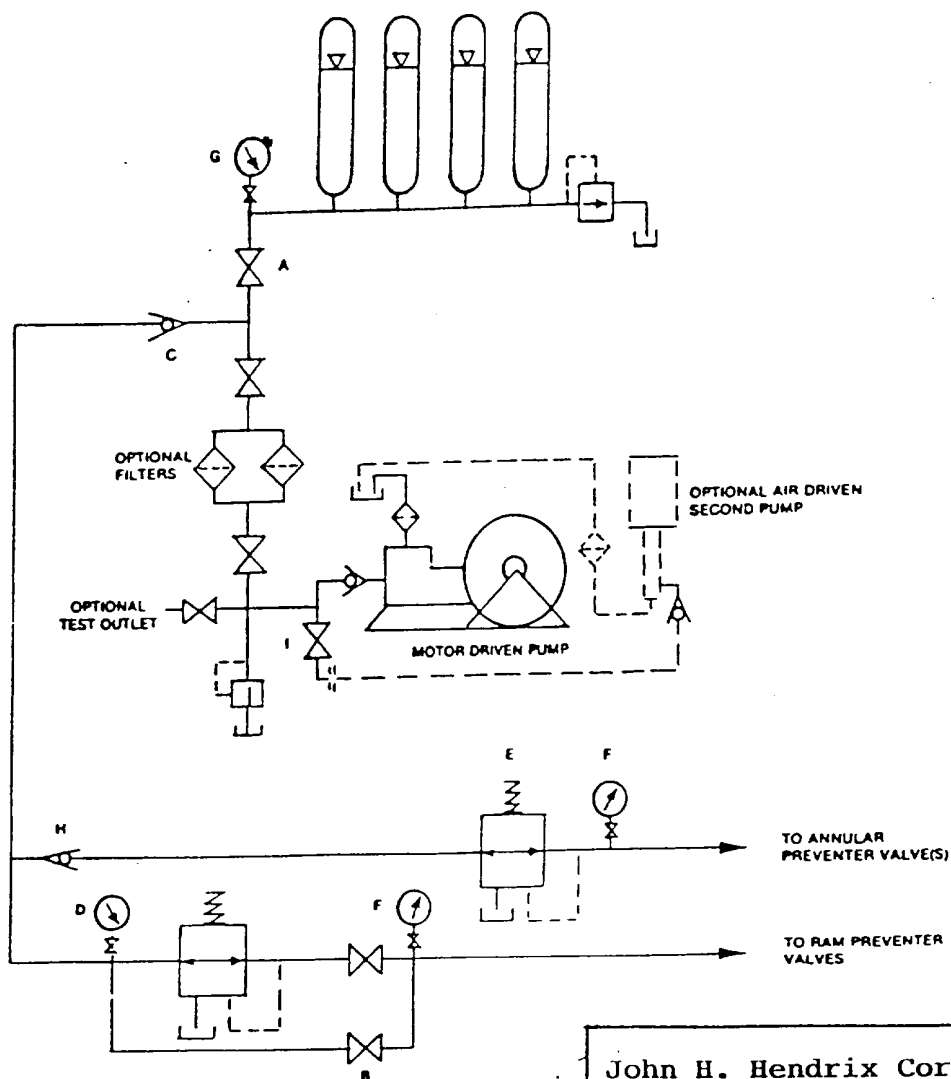 G
A
C
OPTIONAL
FILTERS
OPTIONAL AIR DRIVEN
SECOND PUMP
OPTIONAL
TEST OUTLET
I
MOTOR DRIVEN PUMP
E
F
H
TO ANNULAR
PREVENTER VALVE(S)
D
F
TO RAM PREVENTER
VALVES
John H. Hendrix Cor